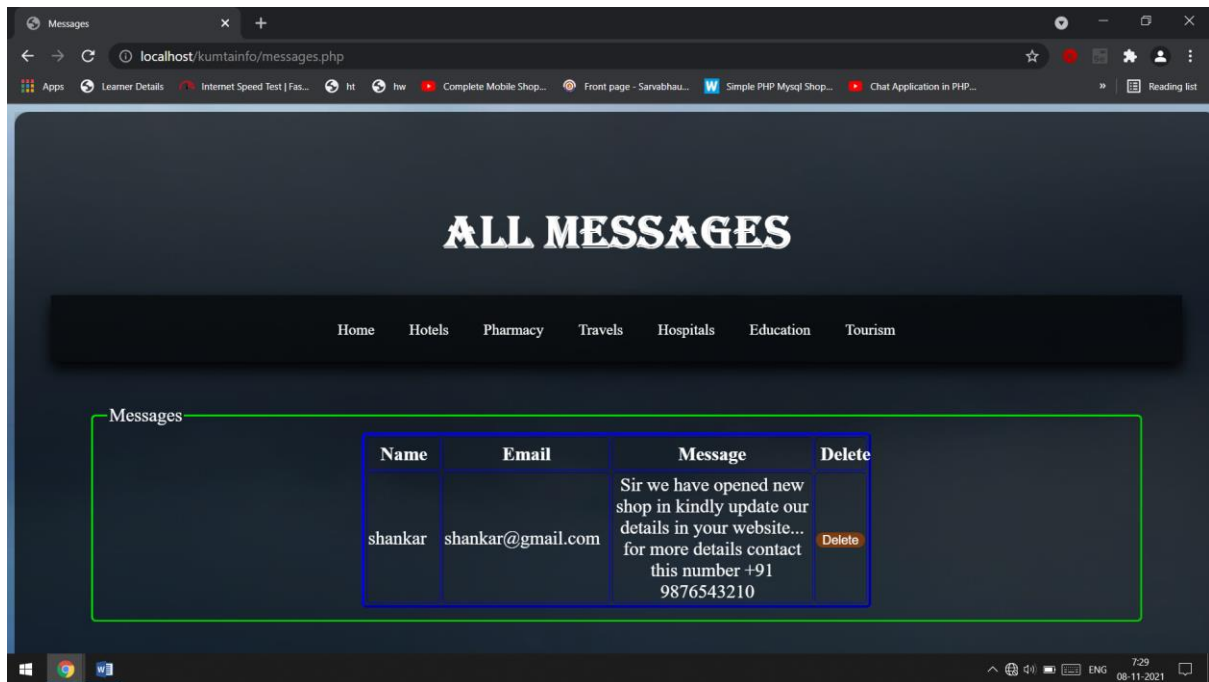 Messages
localhost/kumtainfo/messages.php
Apps Learner Details Internet Speed Test | Fas... ht hw Complete Mobile Shop... Front page - Sarvabhau... Simple PHP Mysql Shop... Chat Application in PHP... » Reading list
ALL MESSAGES
Home Hotels Pharmacy Travels Hospitals Education Tourism
Messages
Name Email Message Delete
shankar shankar@gmail.com
Sir we have opened new
shop in kindly update our
details in your website...
for more details contact
this number +91
9876543210
Delete
ENG
7:29
08-11-2021